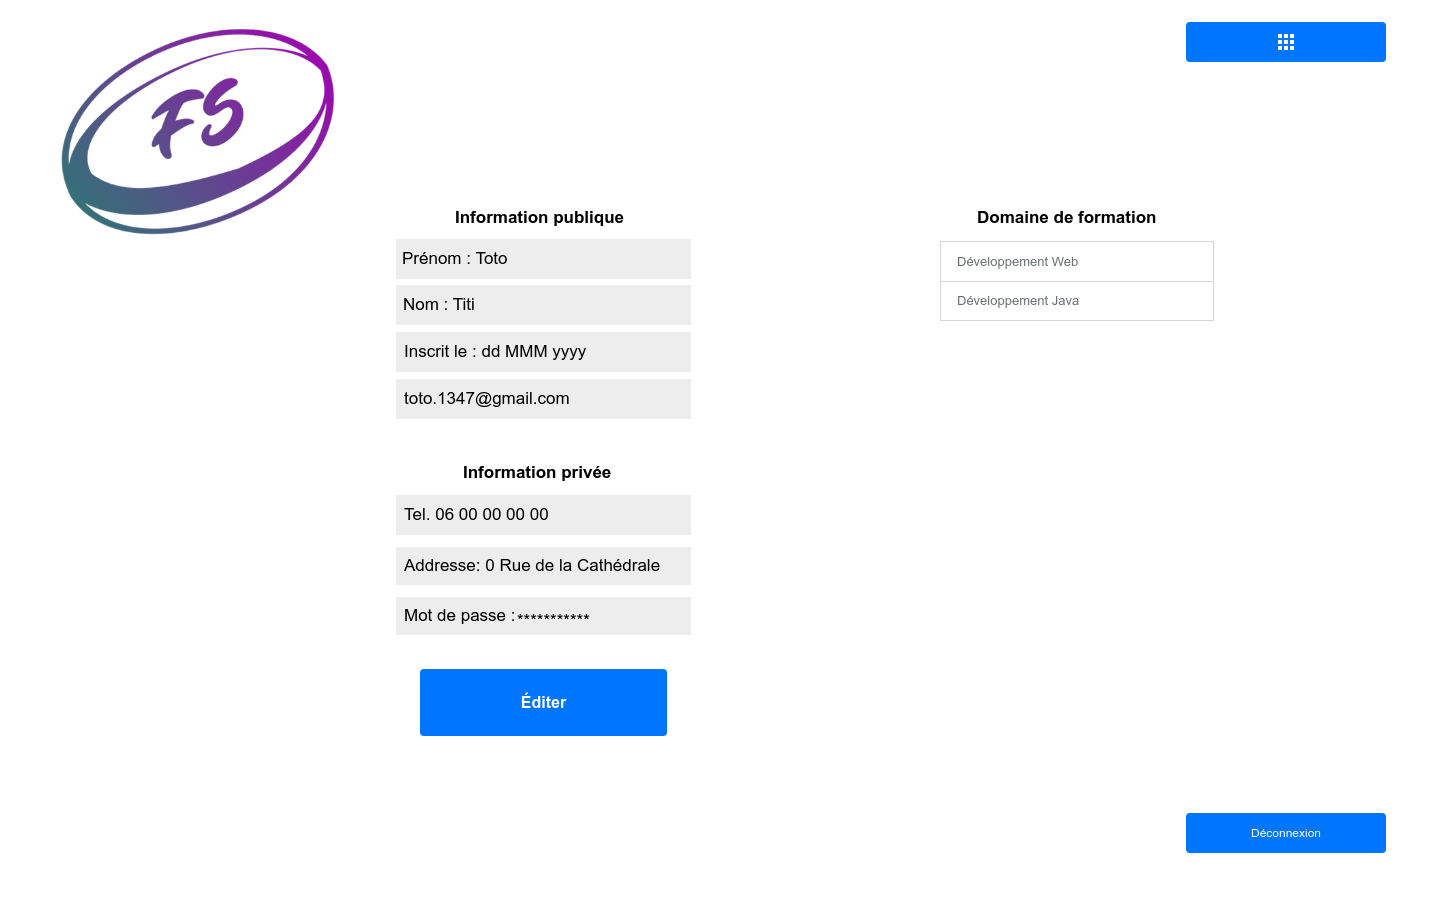 FS
Information publique
Prénom : Toto
Nom : Titi
Inscrit le : dd MMM yyyy
toto.1347@gmail.com
Information privée
Tel. 06 00 00 00 00
Addresse: 0 Rue de la Cathédrale
Mot de passe : ***********
Éditer
Domaine de formation
Développement Web
Développement Java
Déconnexion